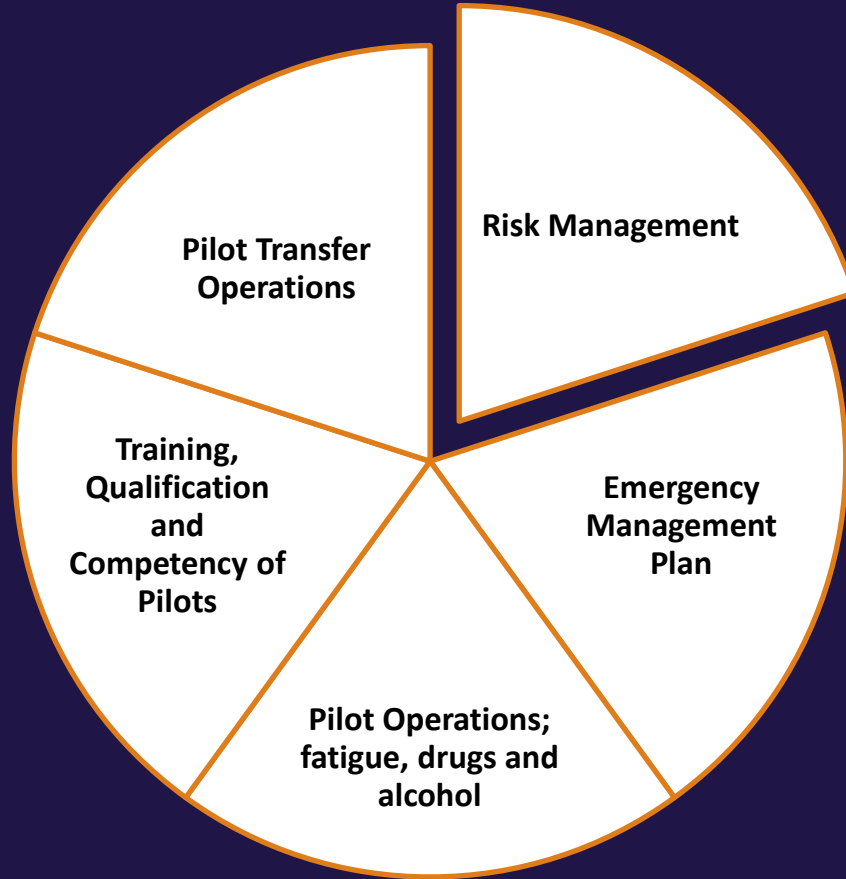 Risk Management
Emergency
Management
Plan
Pilot Operations;
fatigue, drugs and
alcohol
Training,
Qualification
and
Competency of
Pilots
Pilot Transfer
Operations